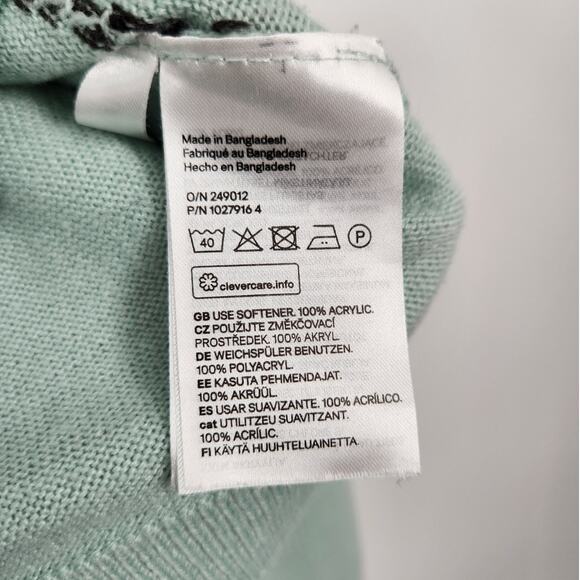 Made in Bangladesh
Fabriqué au Bangladesh
Hecho en Bangladesh
O/N 249012
P/N 1027916 4
40
P
clevercare.info
GB USE SOFTENER. 100% ACRYLIC.
CZ POUŽIJTE ZMĚKČOVACÍ
PROSTŘEDEK. 100% AKRYL.
DE WEICHSPÜLER BENUTZEN.
100% POLYACRYL.
EE KASUTA PEHMENDAJAT.
100% AKRÜÜL.
ES USAR SUAVIZANTE. 100% ACRÍLICO.
cat UTILITZEU SUAVITZANT.
100% ACRÍLIC.
FI KÄYTÄ HUUHTELUAINETTA.